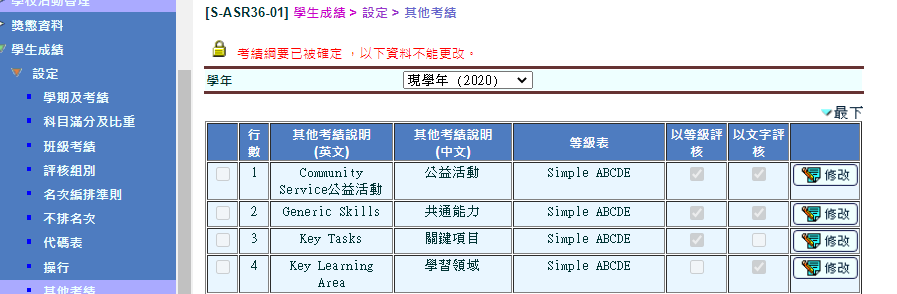 學校活動管理
獎懲資料
學生成績
設定
學期及考績
科目滿分及比重
班級考績
評核組別
名次編排準則
不排名次
代碼表
操行
其他考績
[S-ASR36-01] 學生成績 > 設定 > 其他考績
考績綱要已被確定 ，以下資料不能更改。
學年 現學年 (2020)
最下
行數 其他考績說明(英文) 其他考績說明(中文) 等級表 以等級評核 以文字評核
1 Community Service公益活動 公益活動 Simple ABCDE 修改
2 Generic Skills 共通能力 Simple ABCDE 修改
3 Key Tasks 關鍵項目 Simple ABCDE 修改
4 Key Learning Area 學習領域 Simple ABCDE 修改